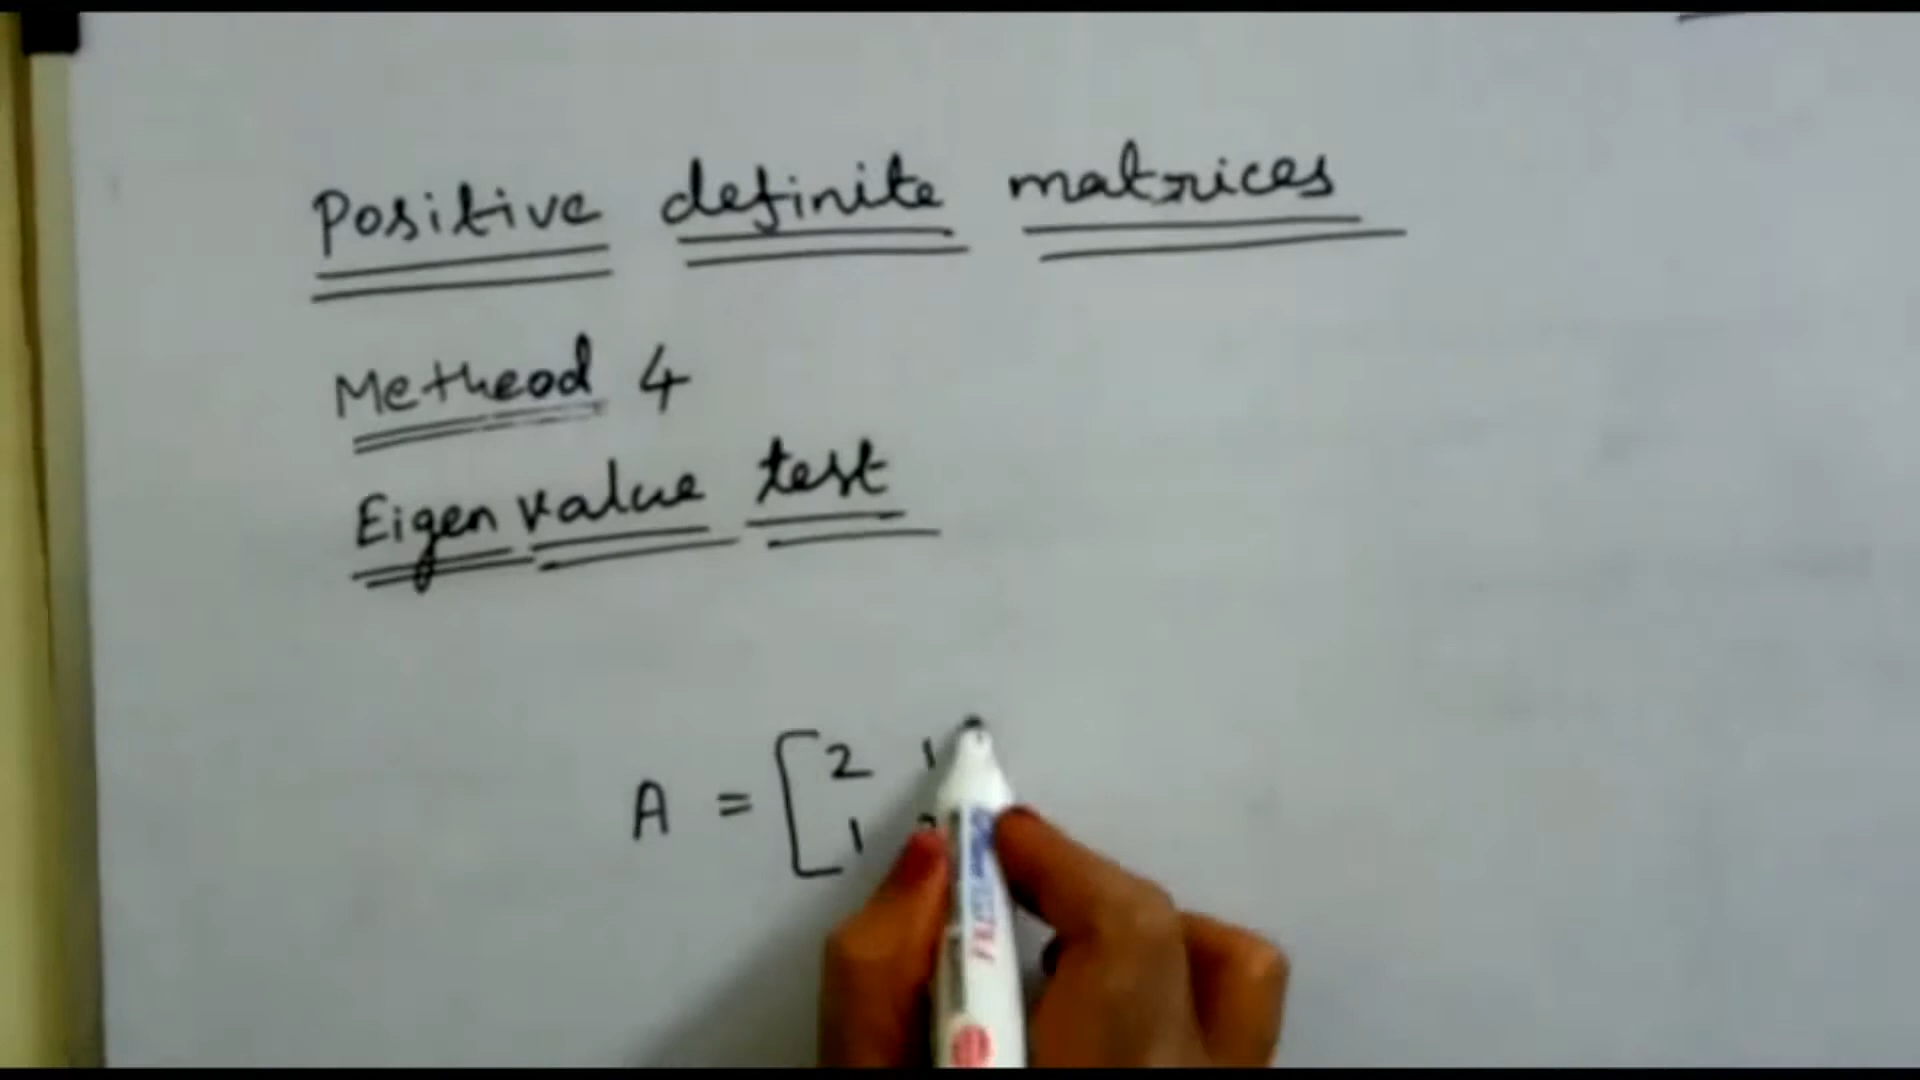 Positive definite matrices
Metheod 4
Eigen value test
A = [2 1
1